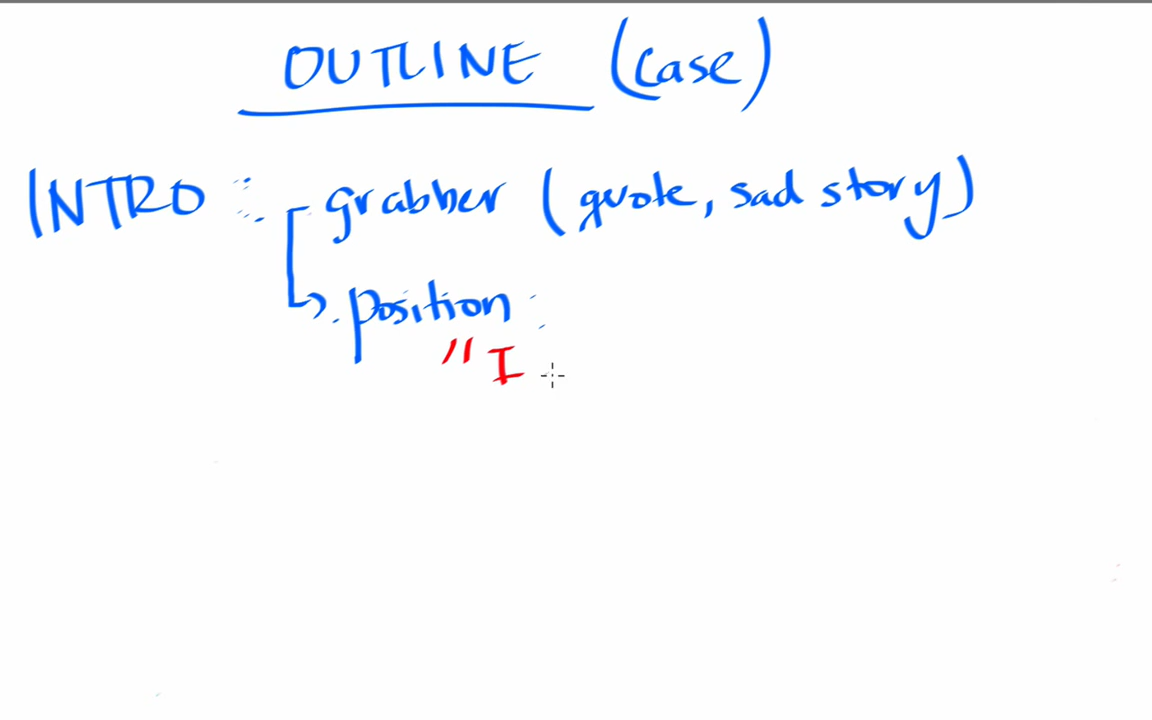 OUTLINE (case)
INTRO : grabber (quote, sad story)
position :
"I